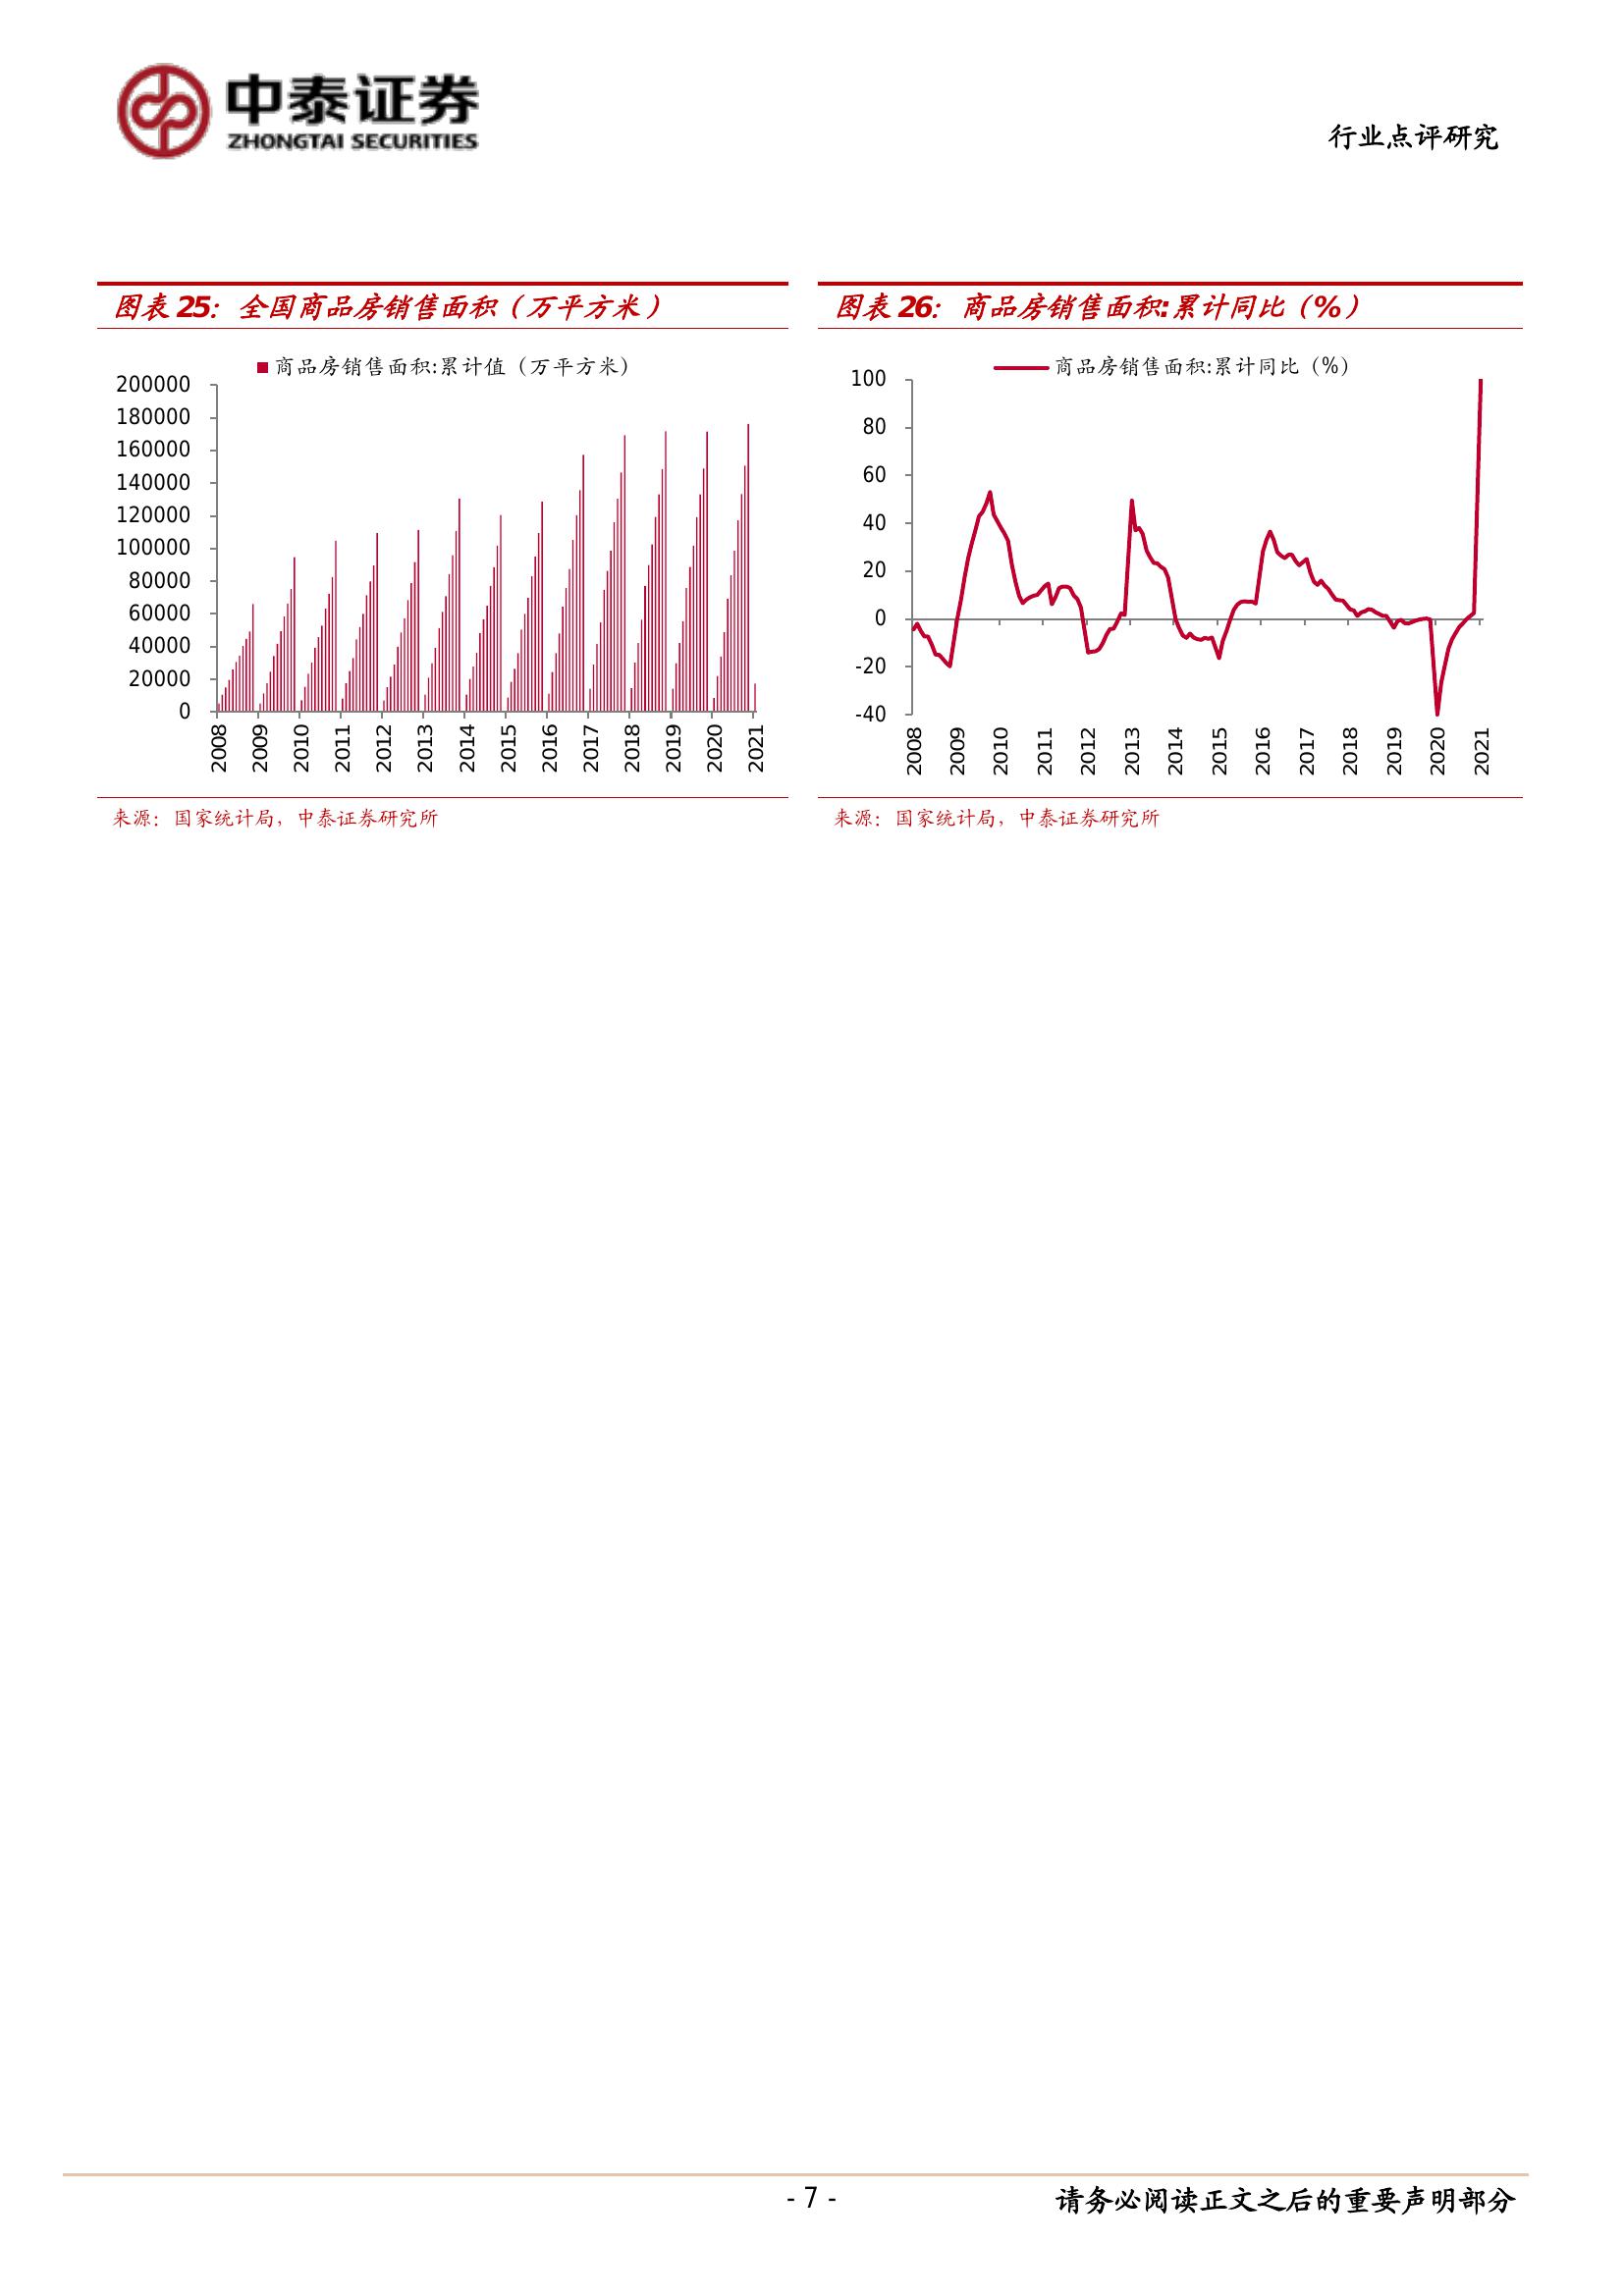 中泰证券
ZHONGTAI SECURITIES
行业点评研究
图表 25：全国商品房销售面积（万平方米）
商品房销售面积:累计值（万平方米）
200000
180000
160000
140000
120000
100000
80000
60000
40000
20000
0
2008 2009 2010 2011 2012 2013 2014 2015 2016 2017 2018 2019 2020 2021
来源：国家统计局，中泰证券研究所
图表 26：商品房销售面积:累计同比（%）
商品房销售面积:累计同比（%）
100
80
60
40
20
0
-20
-40
2008 2009 2010 2011 2012 2013 2014 2015 2016 2017 2018 2019 2020 2021
来源：国家统计局，中泰证券研究所
- 7 -
请务必阅读正文之后的重要声明部分